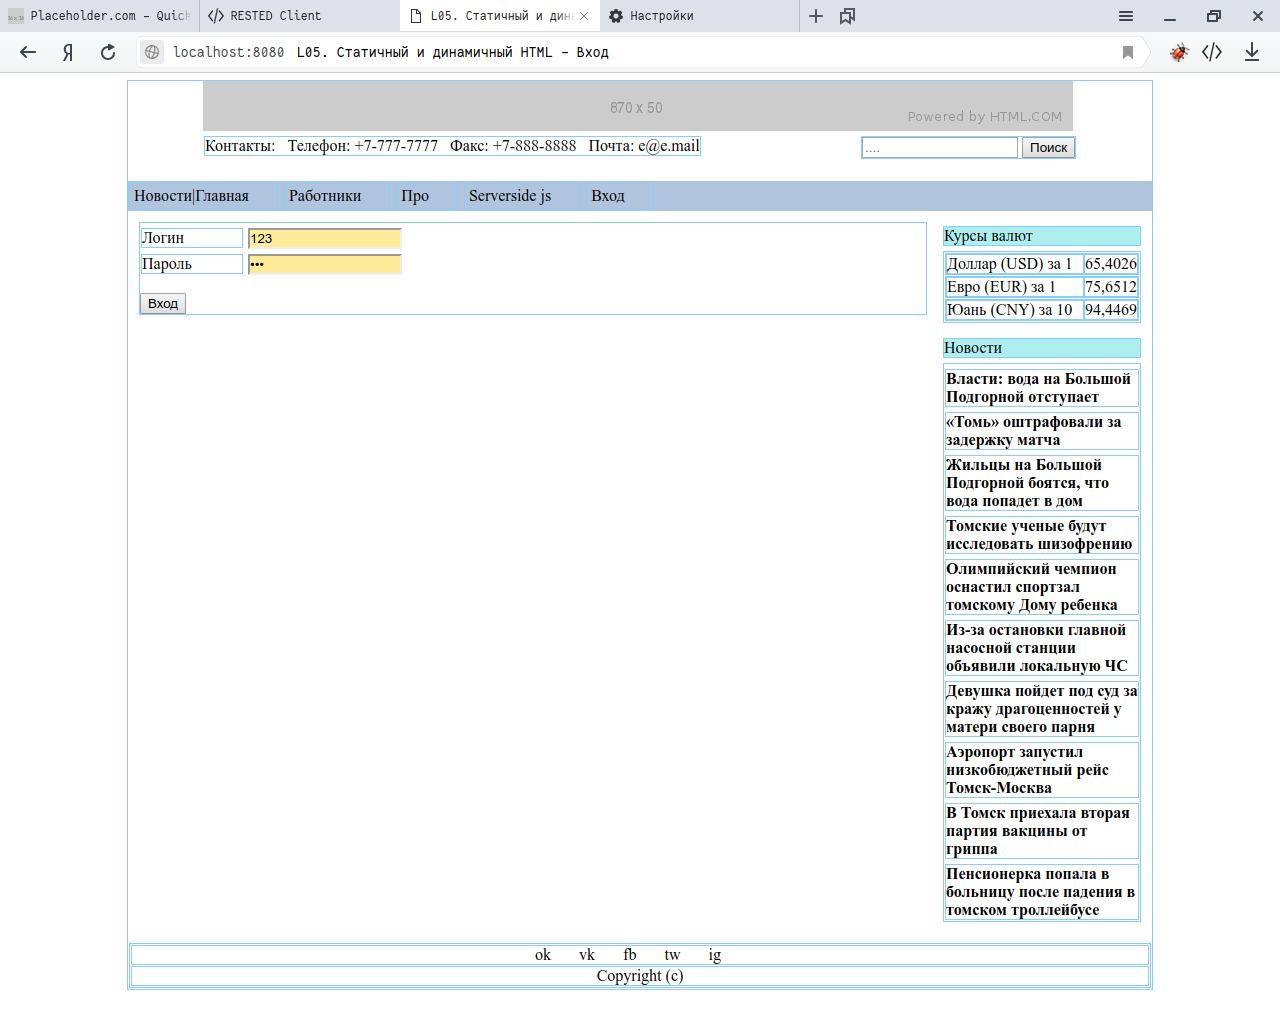 Placeholder.com – Quick
RESTED Client
L05. Статичный и дин
Настройки
Я
localhost:8080 L05. Статичный и динамичный HTML – Вход
870 x 50
Powered by HTML.COM
Контакты: Телефон: +7-777-7777 Факс: +7-888-8888 Почта: e@e.mail
.... Поиск
Новости|Главная Работники Про Serverside js Вход
Логин 123
Пароль •••
Вход
Курсы валют
Доллар (USD) за 1 65,4026
Евро (EUR) за 1 75,6512
Юань (CNY) за 10 94,4469
Новости
Власти: вода на Большой
Подгорной отступает
«Томь» оштрафовали за
задержку матча
Жильцы на Большой
Подгорной боятся, что
вода попадет в дом
Томские ученые будут
исследовать шизофрению
Олимпийский чемпион
оснастил спортзал
томскому Дому ребенка
Из-за остановки главной
насосной станции
объявили локальную ЧС
Девушка пойдет под суд за
кражу драгоценностей у
матери своего парня
Аэропорт запустил
низкобюджетный рейс
Томск-Москва
В Томск приехала вторая
партия вакцины от
гриппа
Пенсионерка попала в
больницу после падения в
томском троллейбусе
ok vk fb tw ig
Copyright (c)